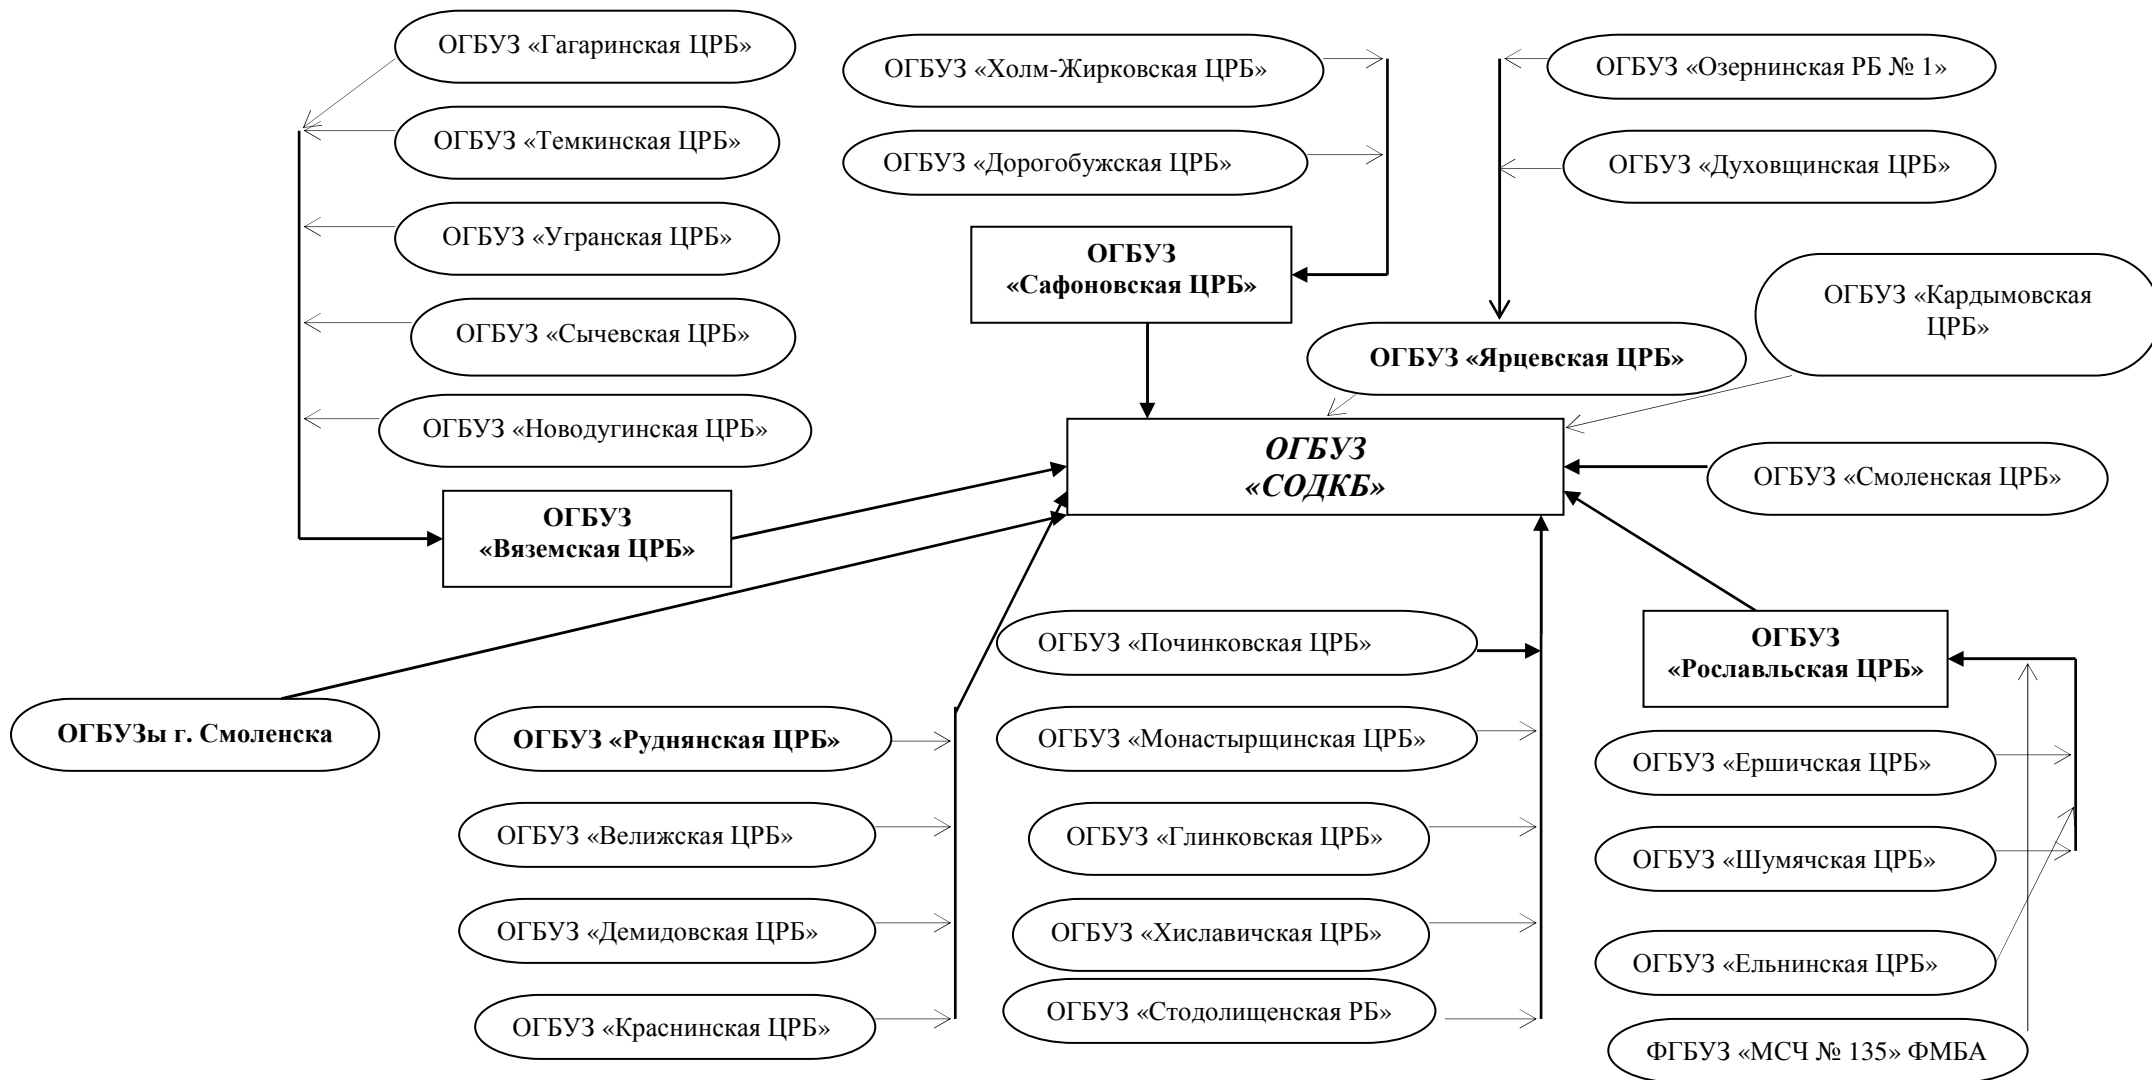 ОГБУЗ «Гагаринская ЦРБ»
ОГБУЗ «Темкинская ЦРБ»
ОГБУЗ «Угранская ЦРБ»
ОГБУЗ «Сычевская ЦРБ»
ОГБУЗ «Новодугинская ЦРБ»
ОГБУЗ
«Вяземская ЦРБ»
ОГБУЗ «Холм-Жирковская ЦРБ»
ОГБУЗ «Дорогобужская ЦРБ»
ОГБУЗ
«Сафоновская ЦРБ»
ОГБУЗ «Озернинская РБ № 1»
ОГБУЗ «Духовщинская ЦРБ»
ОГБУЗ «Ярцевская ЦРБ»
ОГБУЗ «Кардымовская
ЦРБ»
ОГБУЗ
«СОДКБ»
ОГБУЗ «Смоленская ЦРБ»
ОГБУЗы г. Смоленска
ОГБУЗ «Руднянская ЦРБ»
ОГБУЗ «Велижская ЦРБ»
ОГБУЗ «Демидовская ЦРБ»
ОГБУЗ «Краснинская ЦРБ»
ОГБУЗ «Починковская ЦРБ»
ОГБУЗ «Монастырщинская ЦРБ»
ОГБУЗ «Глинковская ЦРБ»
ОГБУЗ «Хиславичская ЦРБ»
ОГБУЗ «Стодолищенская РБ»
ОГБУЗ
«Рославльская ЦРБ»
ОГБУЗ «Ершичская ЦРБ»
ОГБУЗ «Шумячская ЦРБ»
ОГБУЗ «Ельнинская ЦРБ»
ФГБУЗ «МСЧ № 135» ФМБА